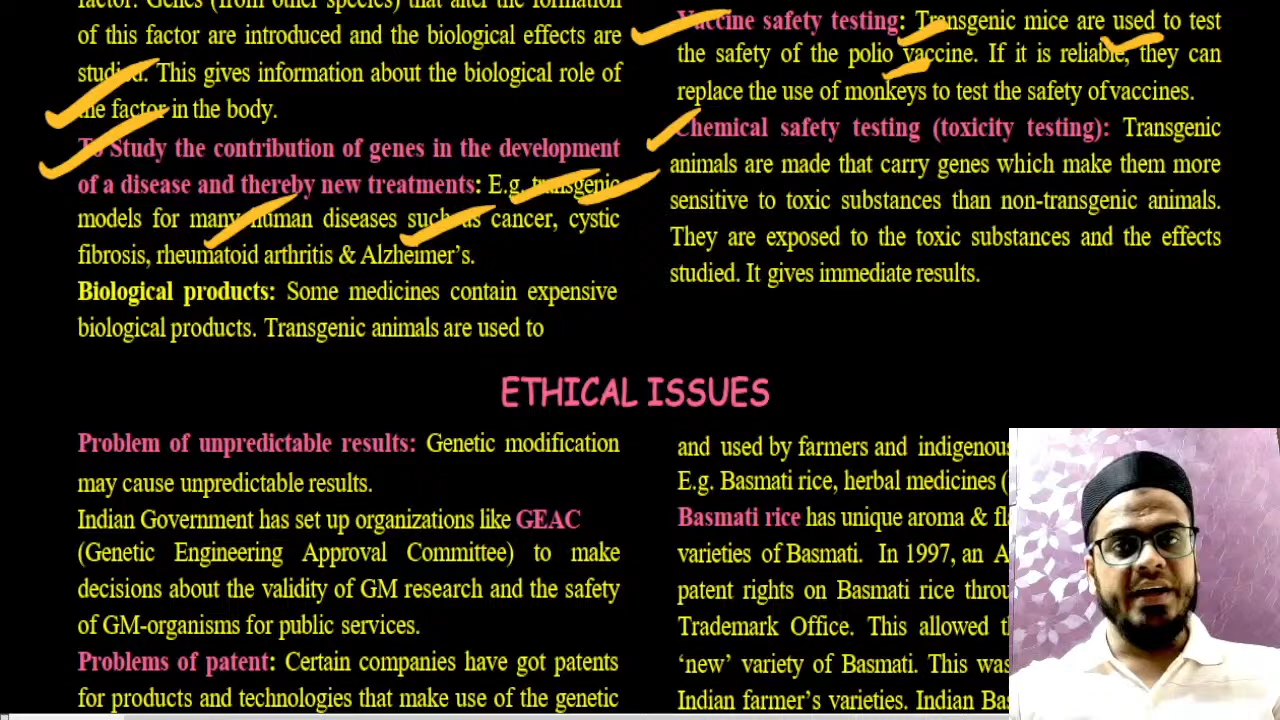 factor. Genes (from other species) that alter the formation
of this factor are introduced and the biological effects are
studied. This gives information about the biological role of
the factor in the body.
To Study the contribution of genes in the development
of a disease and thereby new treatments: E.g. transgenic
models for many human diseases such as cancer, cystic
fibrosis, rheumatoid arthritis & Alzheimer’s.
Biological products: Some medicines contain expensive
biological products. Transgenic animals are used to
Vaccine safety testing: Transgenic mice are used to test
the safety of the polio vaccine. If it is reliable, they can
replace the use of monkeys to test the safety of vaccines.
Chemical safety testing (toxicity testing): Transgenic
animals are made that carry genes which make them more
sensitive to toxic substances than non-transgenic animals.
They are exposed to the toxic substances and the effects
studied. It gives immediate results.
ETHICAL ISSUES
Problem of unpredictable results: Genetic modification
may cause unpredictable results.
Indian Government has set up organizations like GEAC
(Genetic Engineering Approval Committee) to make
decisions about the validity of GM research and the safety
of GM-organisms for public services.
Problems of patent: Certain companies have got patents
for products and technologies that make use of the genetic
and used by farmers and indigenous
E.g. Basmati rice, herbal medicines (
Basmati rice has unique aroma &
varieties of Basmati. In 1997, an
patent rights on Basmati rice
Trademark Office. This allowed
‘new’ variety of Basmati. This was
Indian farmer’s varieties. Indian